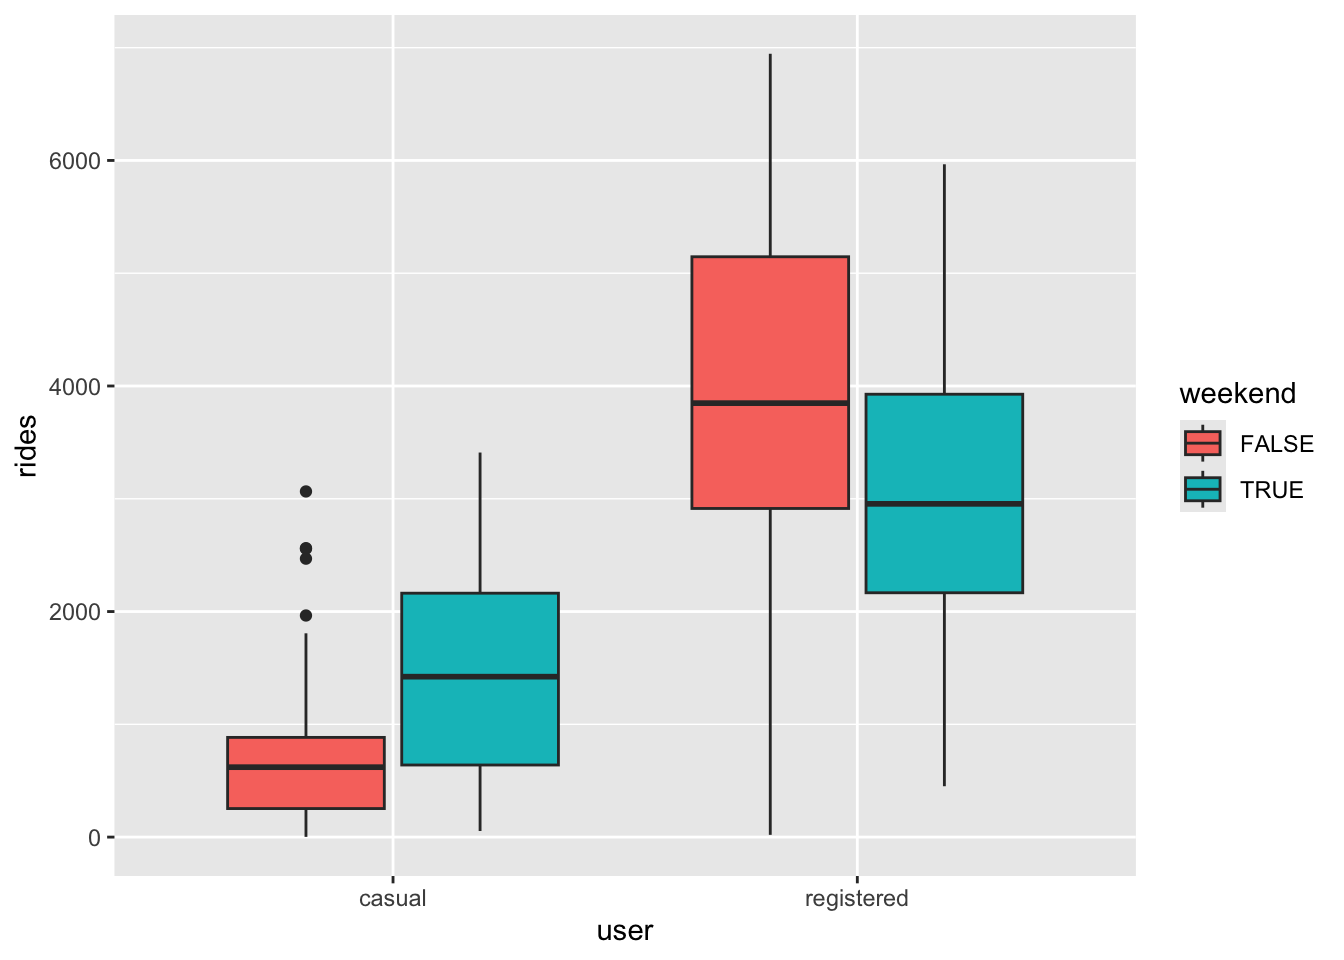 rides
6000
4000
2000
0
casual
registered
user
weekend
FALSE
TRUE